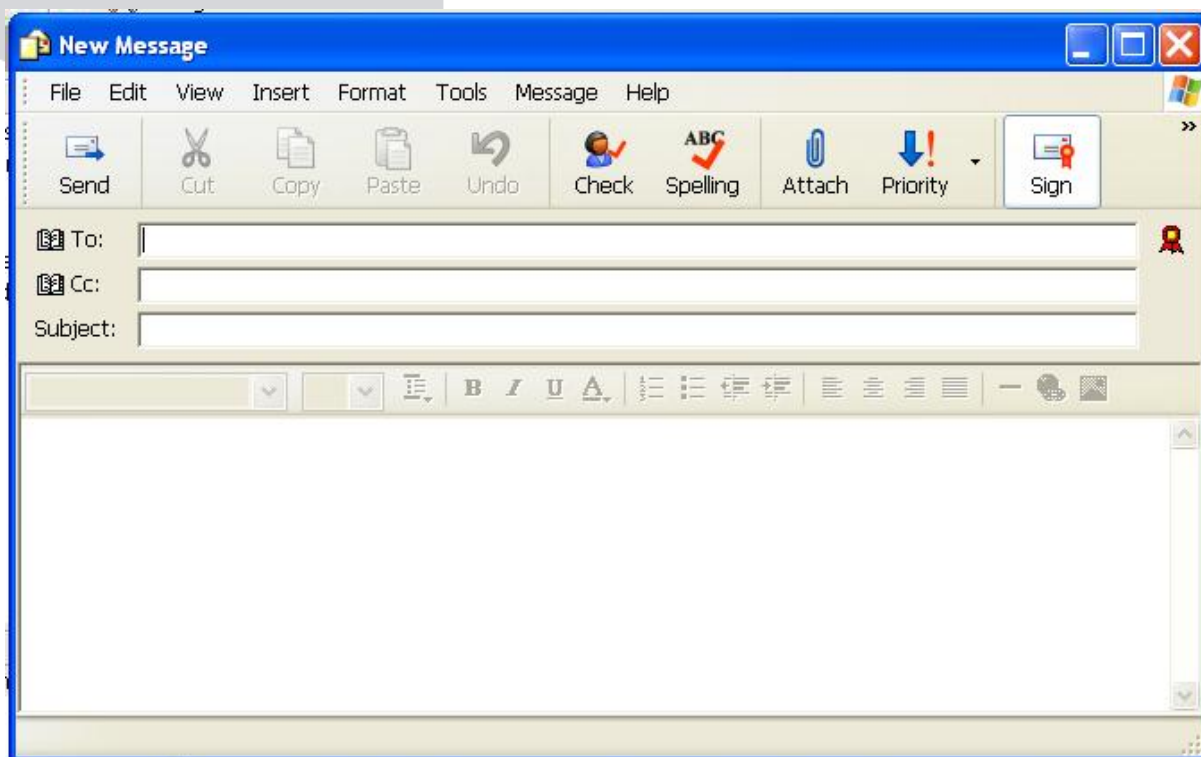 New Message
File Edit View Insert Format Tools Message Help
ABC
Send Cut Copy Paste Undo Check Spelling Attach Priority Sign
To:
Cc:
Subject:
B I U A